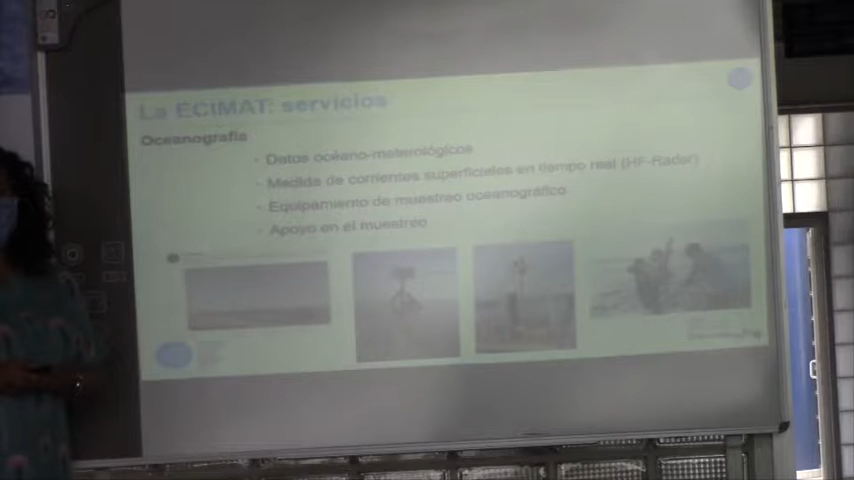 La ECIMAT: servicios
Oceanografía
Datos océano-meterológicos
Medida de corrientes superficiales en tiempo real (HF-Radar)
Equipamiento de muestreo oceanográfico
Apoyo en el muestreo